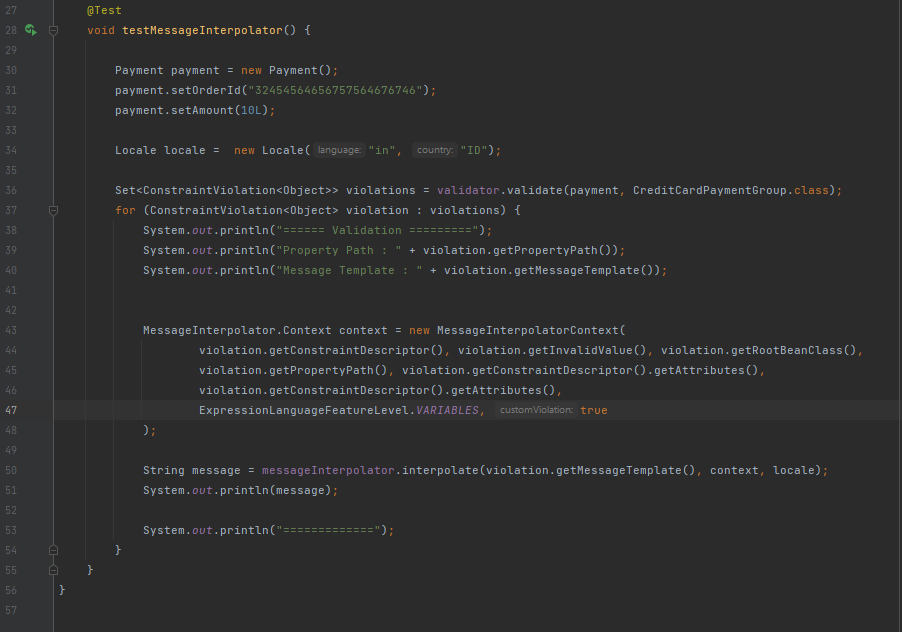 27 @Test
28 void testMessageInterpolator() {
29
30 Payment payment = new Payment();
31 payment.setOrderId("324545646567575646767​46");
32 payment.setAmount(10L);
33
34 Locale locale =  new Locale( language: "in", country: "ID");
35
36 Set<ConstraintViolation<Object>> violations = validator.validate(payment, CreditCardPaymentGroup.class);
37 for (ConstraintViolation<Object> violation : violations) {
38 System.out.println("====== Validation =========");
39 System.out.println("Property Path : " + violation.getPropertyPath());
40 System.out.println("Message Template : " + violation.getMessageTemplate());
41
42
43 MessageInterpolator.Context context = new MessageInterpolatorContext(
44 violation.getConstraintDescriptor(), violation.getInvalidValue(), violation.getRootBeanClass(),
45 violation.getPropertyPath(), violation.getConstraintDescriptor().getAttributes(),
46 violation.getConstraintDescriptor().getAttributes(),
47 ExpressionLanguageFeatureLevel.VARIABLES, customViolation: true
48 );
49
50 String message = messageInterpolator.interpolate(violation.getMessageTemplate(), context, locale);
51 System.out.println(message);
52
53 System.out.println("=============");
54 }
55 }
56 }
57